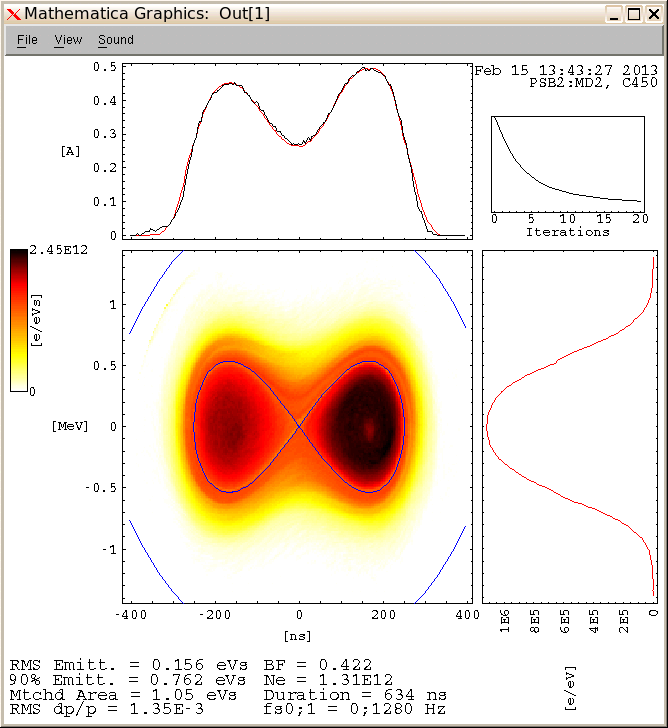 Mathematica Graphics: Out[1]
File View Sound
Feb 15 13:43:27 2013
PSB2:MD2, C450
0.5
0.4
0.3
0.2
0.1
0
[A]
0 5 10 15 20
Iterations
2.45E12
[e/eVs]
0
1
0.5
0
-0.5
-1
[MeV]
-400 -200 0 200 400
[ns]
1E6 8E5 6E5 4E5 2E5 0
[e/eV]
RMS Emitt. = 0.156 eVs BF = 0.422
90% Emitt. = 0.762 eVs Ne = 1.31E12
Mtchd Area = 1.05 eVs Duration = 634 ns
RMS dp/p = 1.35E-3 fs0;1 = 0;1280 Hz